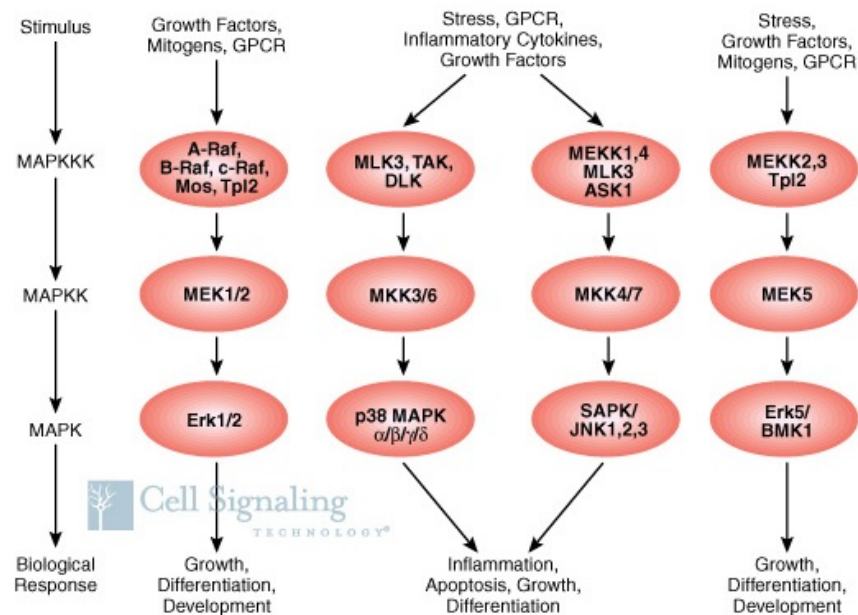 Stimulus
Growth Factors,
Mitogens, GPCR
Stress, GPCR,
Inflammatory Cytokines,
Growth Factors
Stress,
Growth Factors,
Mitogens, GPCR
MAPKKK
A-Raf,
B-Raf, c-Raf,
Mos, Tpl2
MLK3, TAK,
DLK
MEKK1,4
MLK3
ASK1
MEKK2,3
Tpl2
MAPKK
MEK1/2
MKK3/6
MKK4/7
MEK5
MAPK
Erk1/2
p38 MAPK
α/β/γ/δ
SAPK/
JNK1,2,3
Erk5/
BMK1
Cell Signaling
TECHNOLOGY®
Biological
Response
Growth,
Differentiation,
Development
Inflammation,
Apoptosis, Growth,
Differentiation
Growth,
Differentiation,
Development